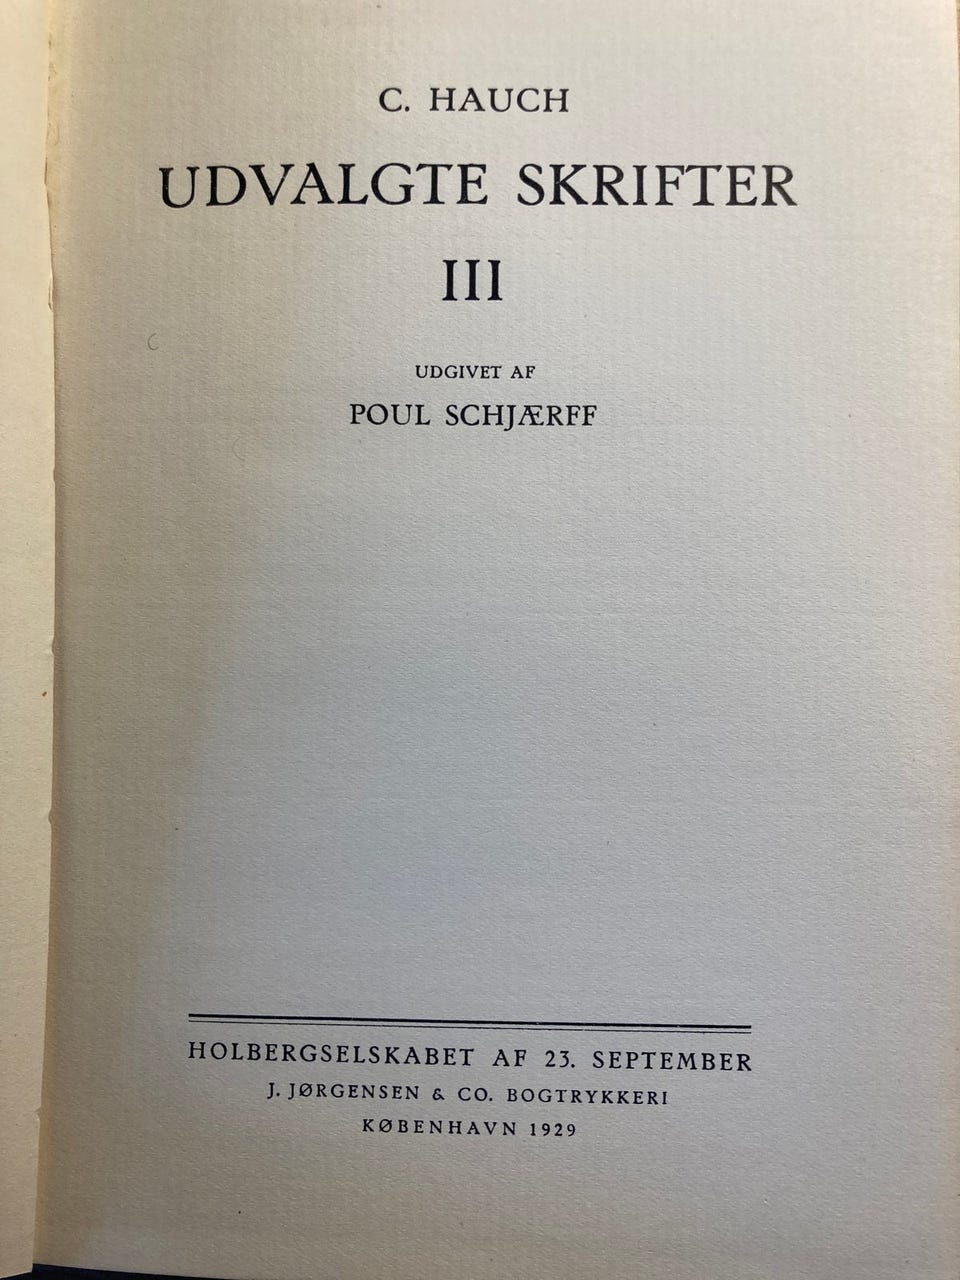 C. HAUCH
UDVALGTE SKRIFTER
III
UDGIVET AF
POUL SCHJÆRFF
HOLBERGSELSKABET AF 23. SEPTEMBER
J. JØRGENSEN & CO. BOGTRYKKERI
KØBENHAVN 1929